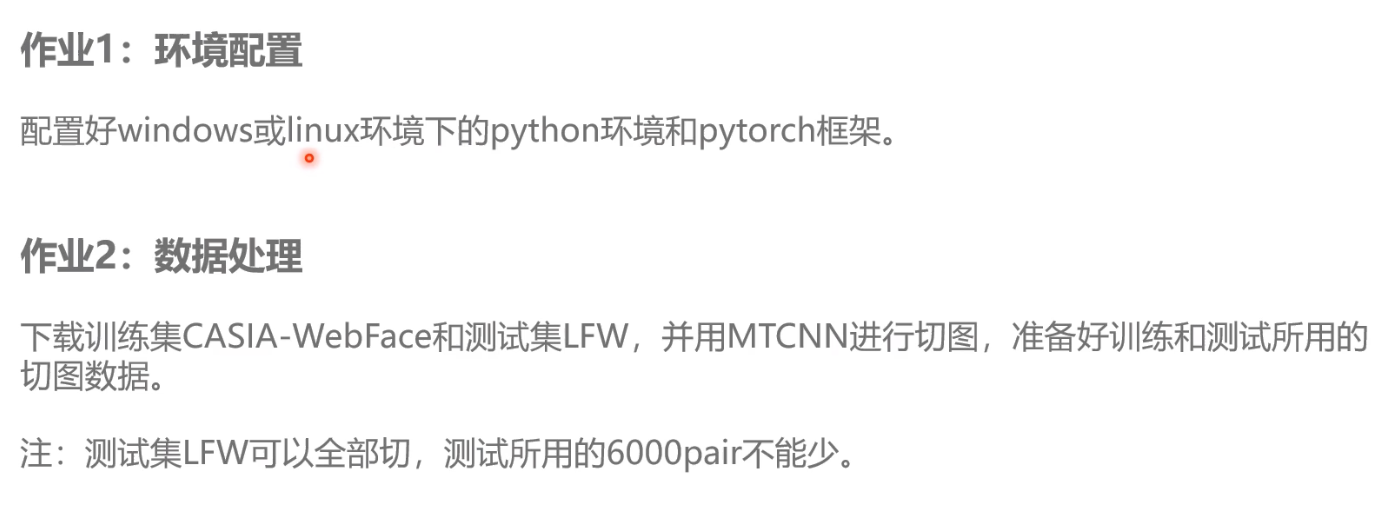 作业1：环境配置
配置好windows或linux环境下的python环境和pytorch框架。
作业2：数据处理
下载训练集CASIA-WebFace和测试集LFW，并用MTCNN进行切图，准备好训练和测试所用的
切图数据。
注：测试集LFW可以全部切，测试所用的6000pair不能少。